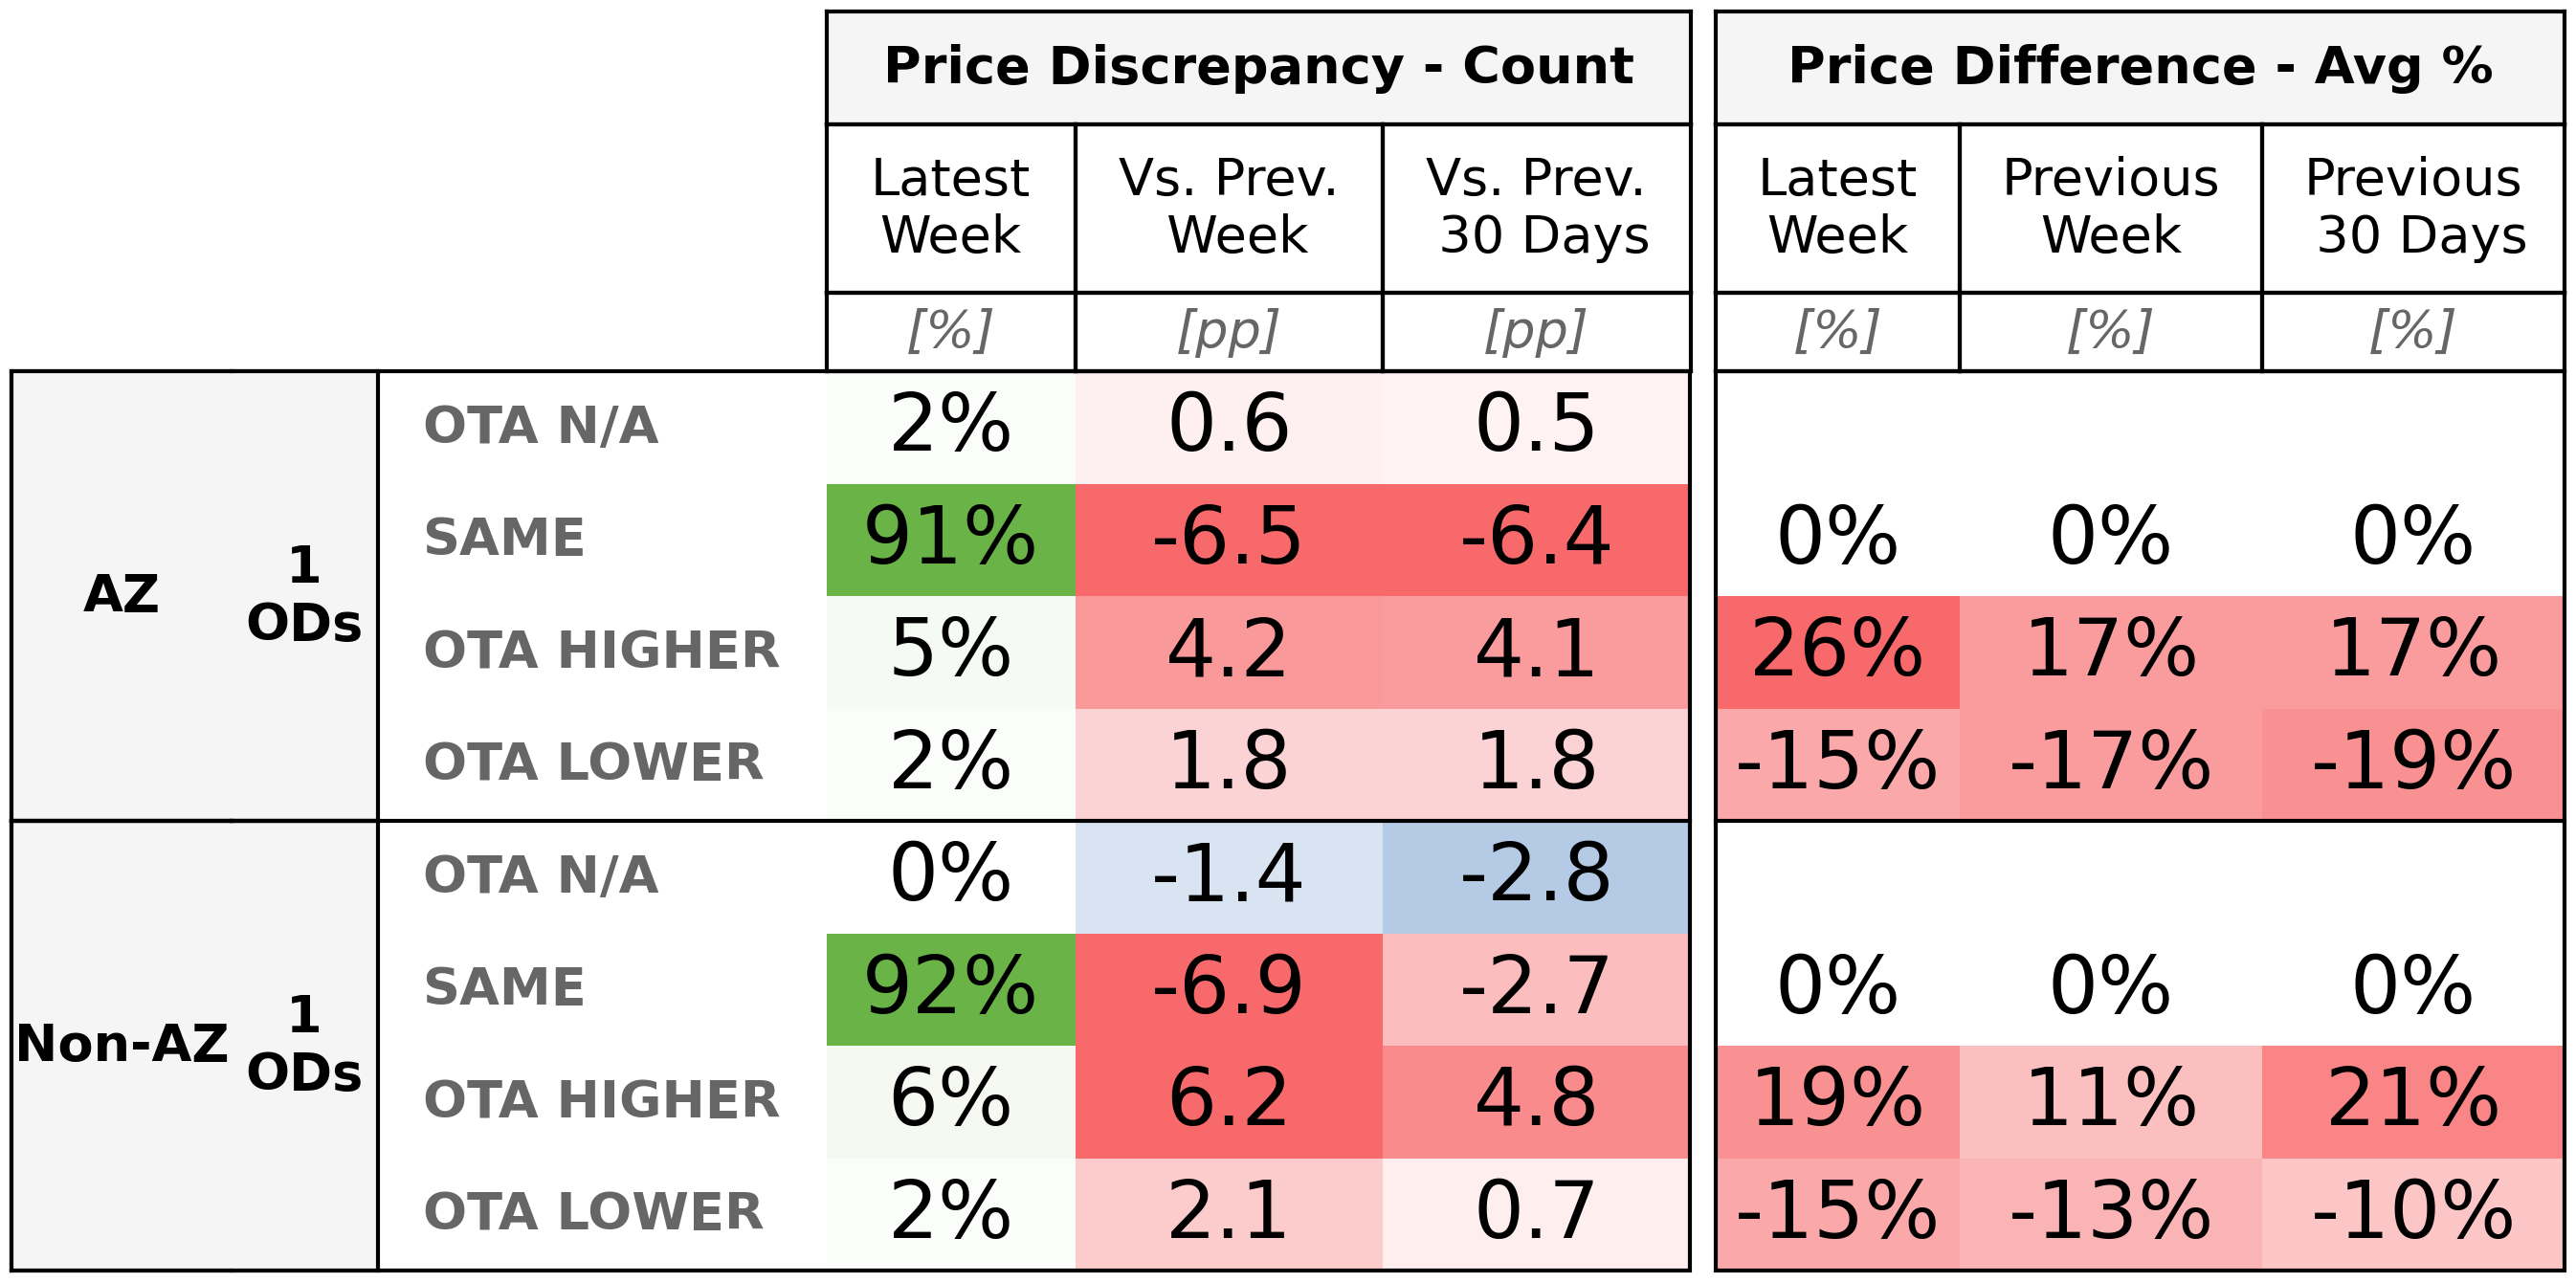 Price Discrepancy - Count Price Difference - Avg %
Latest Week Vs. Prev. Week Vs. Prev. 30 Days Latest Week Previous Week Previous 30 Days
[%] [pp] [pp] [%] [%] [%]
AZ 1 ODs
OTA N/A 2% 0.6 0.5
SAME 91% -6.5 -6.4 0% 0% 0%
OTA HIGHER 5% 4.2 4.1 26% 17% 17%
OTA LOWER 2% 1.8 1.8 -15% -17% -19%
Non-AZ 1 ODs
OTA N/A 0% -1.4 -2.8
SAME 92% -6.9 -2.7 0% 0% 0%
OTA HIGHER 6% 6.2 4.8 19% 11% 21%
OTA LOWER 2% 2.1 0.7 -15% -13% -10%